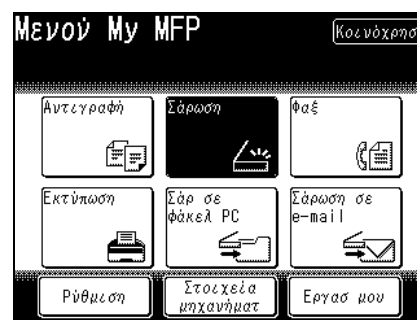 Μενού My MFP
Κοινόχρησ
Αντιγραφή
Σάρωση
Φαξ
Εκτύπωση
Σάρ σε
φάκελ PC
Σάρωση σε
e-mail
Ρύθμιση
Στοιχεία
μηχανήματ
Εργασ μου